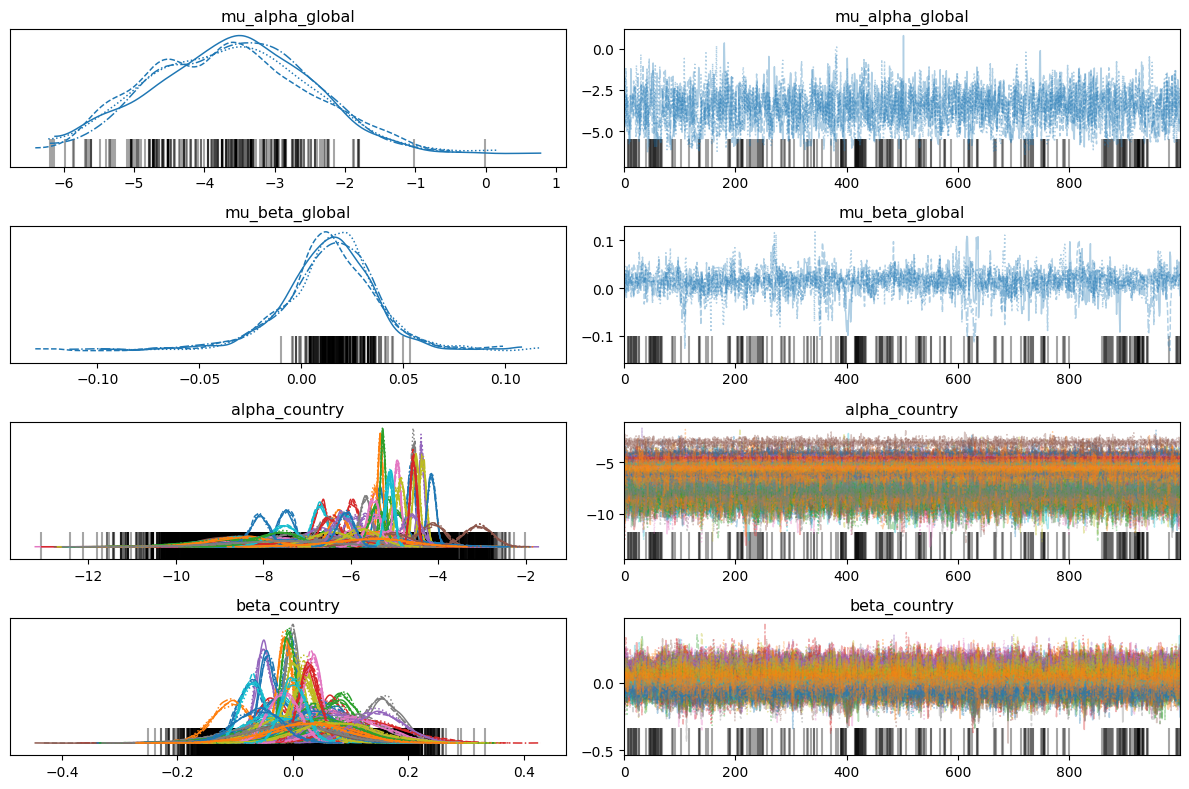 mu_alpha_global mu_alpha_global
0.0
−2.5
−5.0
−6 −5 −4 −3 −2 −1 0 1 0 200 400 600 800
mu_beta_global mu_beta_global
0.1
0.0
−0.1
−0.10 −0.05 0.00 0.05 0.10 0 200 400 600 800
alpha_country alpha_country
−5
−10
−12 −10 −8 −6 −4 −2 0 200 400 600 800
beta_country beta_country
0.0
−0.5
−0.4 −0.2 0.0 0.2 0.4 0 200 400 600 800